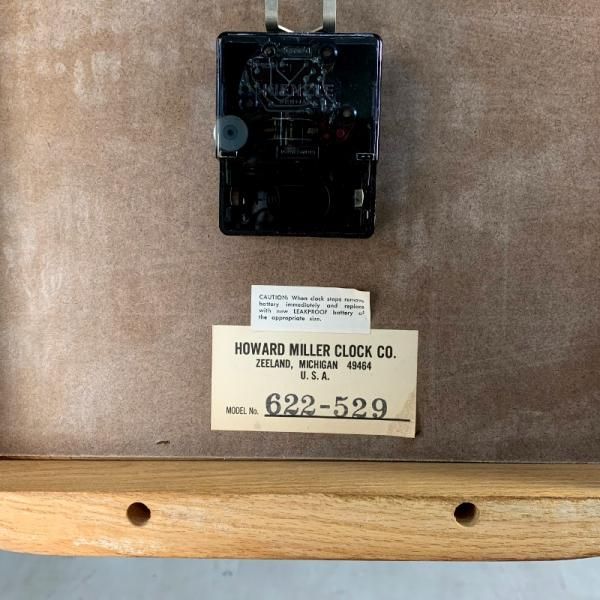 KIENZLE
CAUTION: When clock stops remove
battery immediately and replace
with new LEAKPROOF battery of
the appropriate size.
HOWARD MILLER CLOCK CO.
ZEELAND, MICHIGAN 49464
U. S. A.
MODEL No. 622-529